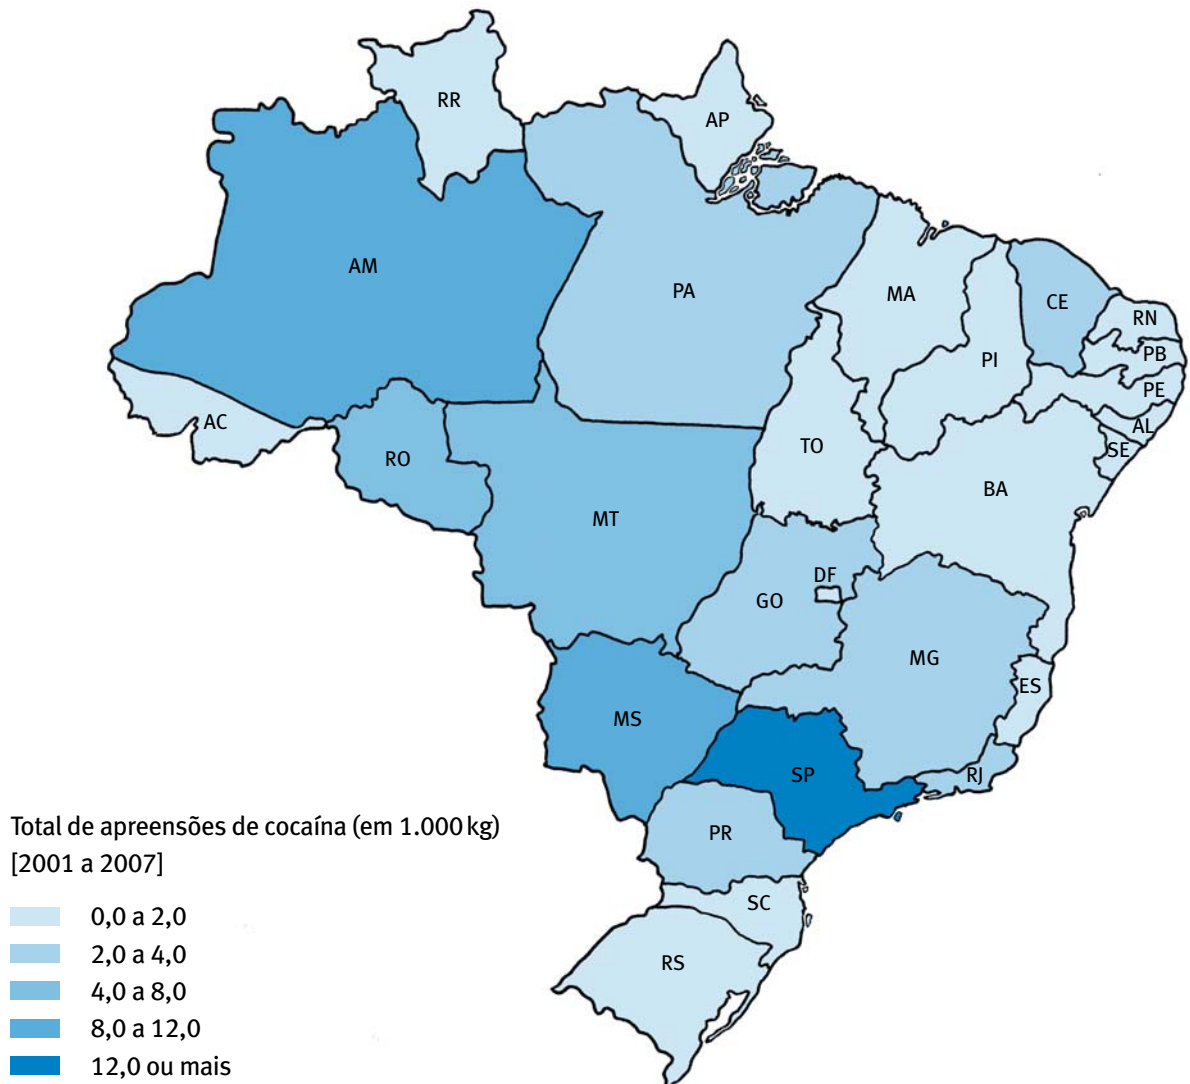 RR
AP
AM
PA
MA
CE
RN
PI
PB
PE
AC
AL
TO
SE
RO
BA
MT
DF
GO
MG
ES
MS
SP
RJ
PR
SC
RS
Total de apreensões de cocaína (em 1.000 kg)
[2001 a 2007]
0,0 a 2,0
2,0 a 4,0
4,0 a 8,0
8,0 a 12,0
12,0 ou mais